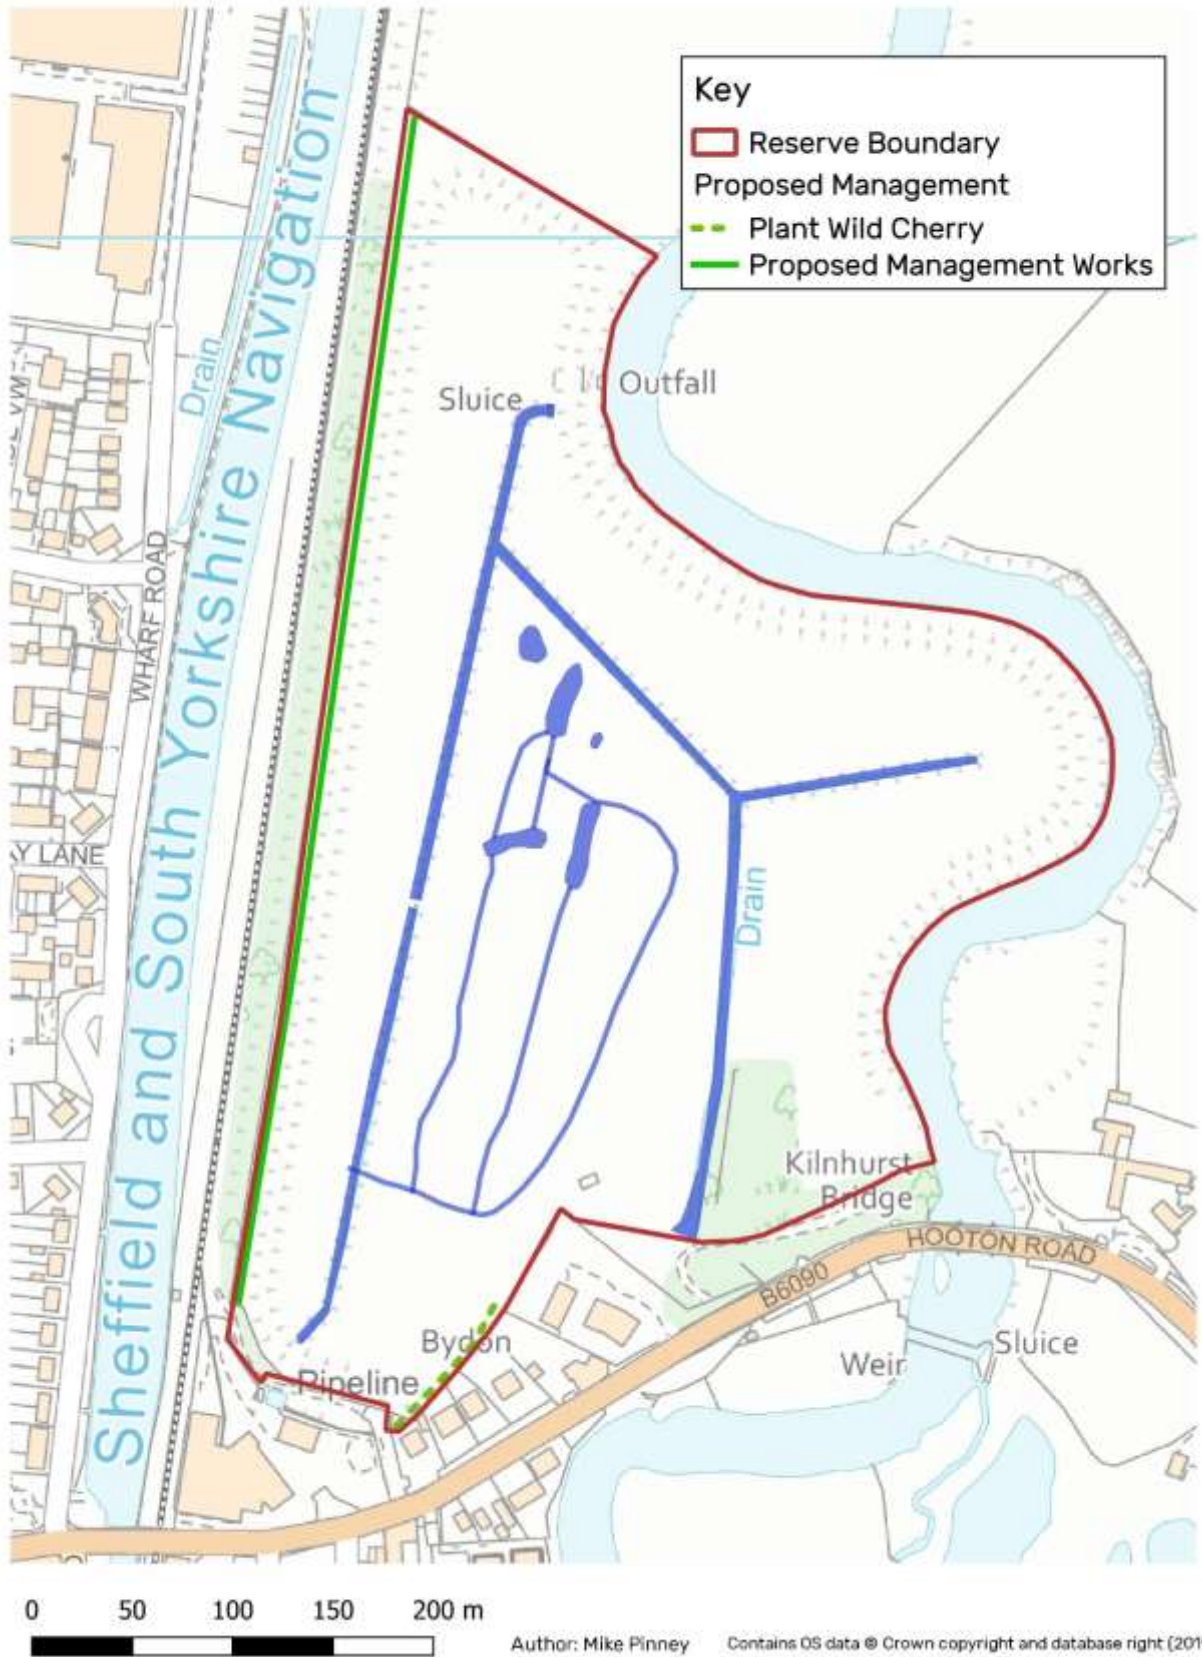 Key
Reserve Boundary
Proposed Management
Plant Wild Cherry
Proposed Management Works
Sheffield and South Yorkshire Navigation
Drain
Sluice
Outfall
WHARF ROAD
LANE
Drain
Kilnhurst
Bridge
HOOTON ROAD
B6090
Bydon
Pipeline
Weir
Sluice
0 50 100 150 200 m
Author: Mike Pinney
Contains OS data © Crown copyright and database right (201